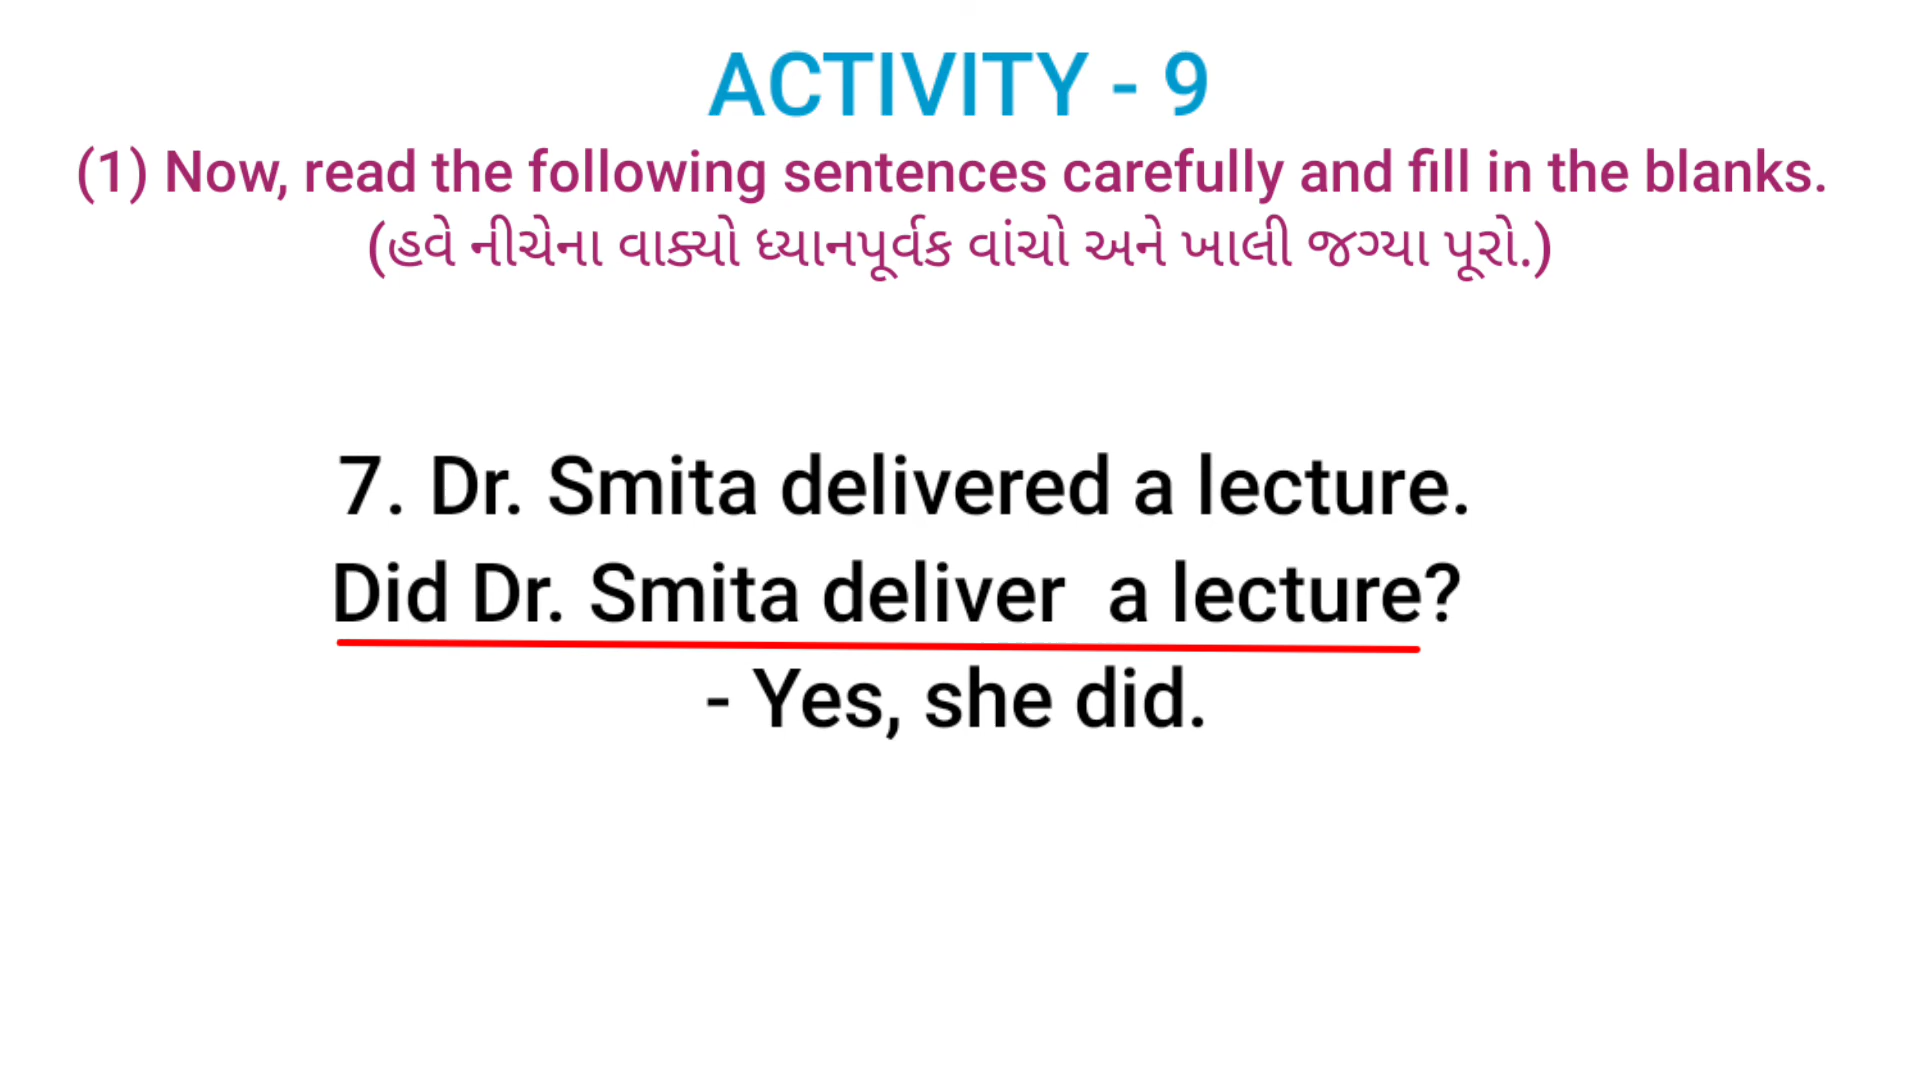 ACTIVITY - 9
(1) Now, read the following sentences carefully and fill in the blanks.
(હવે નીચેના વાક્યો ધ્યાનપૂર્વક વાંચો અને ખાલી જગ્યા પૂરો.)
7. Dr. Smita delivered a lecture.
Did Dr. Smita deliver  a lecture?
- Yes, she did.